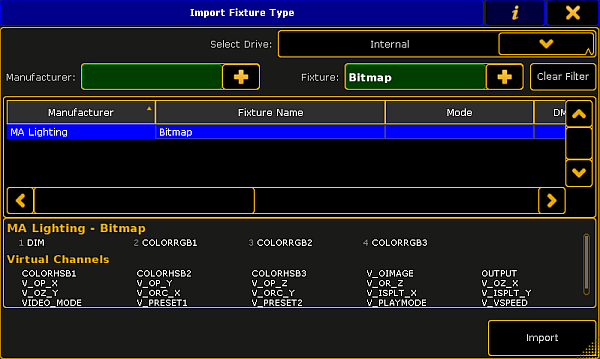 Import Fixture Type
Select Drive: Internal
Manufacturer: Fixture: Bitmap Clear Filter
Manufacturer Fixture Name Mode DM
MA Lighting Bitmap
MA Lighting - Bitmap
1 DIM 2 COLORRGB1 3 COLORRGB2 4 COLORRGB3
Virtual Channels
COLORHSB1 COLORHSB2 COLORHSB3 V_OIMAGE OUTPUT
V_OP_X V_OP_Y V_OP_Z V_OR_Z V_OZ_X
V_OZ_Y V_ORC_X V_ORC_Y V_ISPLT_X V_ISPLT_Y
VIDEO_MODE V_PRESET1 V_PRESET2 V_PLAYMODE V_VSPEED
Import